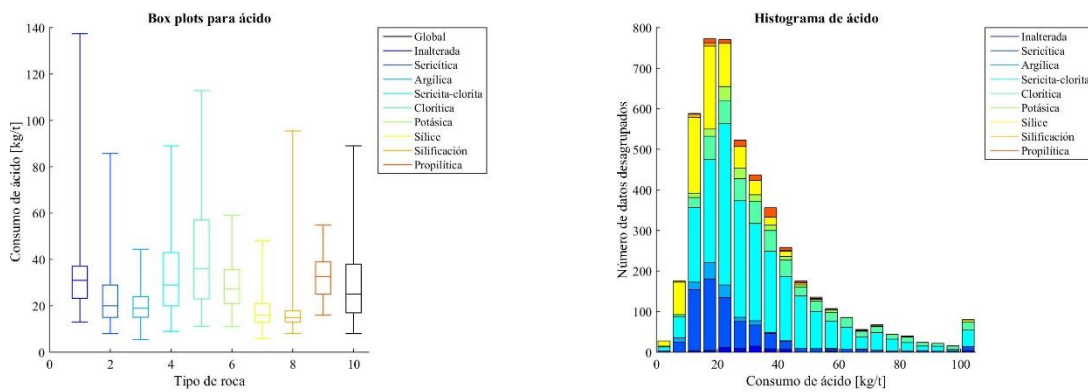 Box plots para ácido
Consumo de ácido [kg/t]
140
120
100
80
60
40
20
0
0
2
4
6
8
10
Tipo de roca
Global
Inalterada
Sericítica
Argílica
Sericita-clorita
Clorítica
Potásica
Sílice
Silificación
Propilítica
Histograma de ácido
Número de datos desagrupados
800
700
600
500
400
300
200
100
0
0
20
40
60
80
100
Consumo de ácido [kg/t]
Inalterada
Sericítica
Argílica
Sericita-clorita
Clorítica
Potásica
Sílice
Silificación
Propilítica